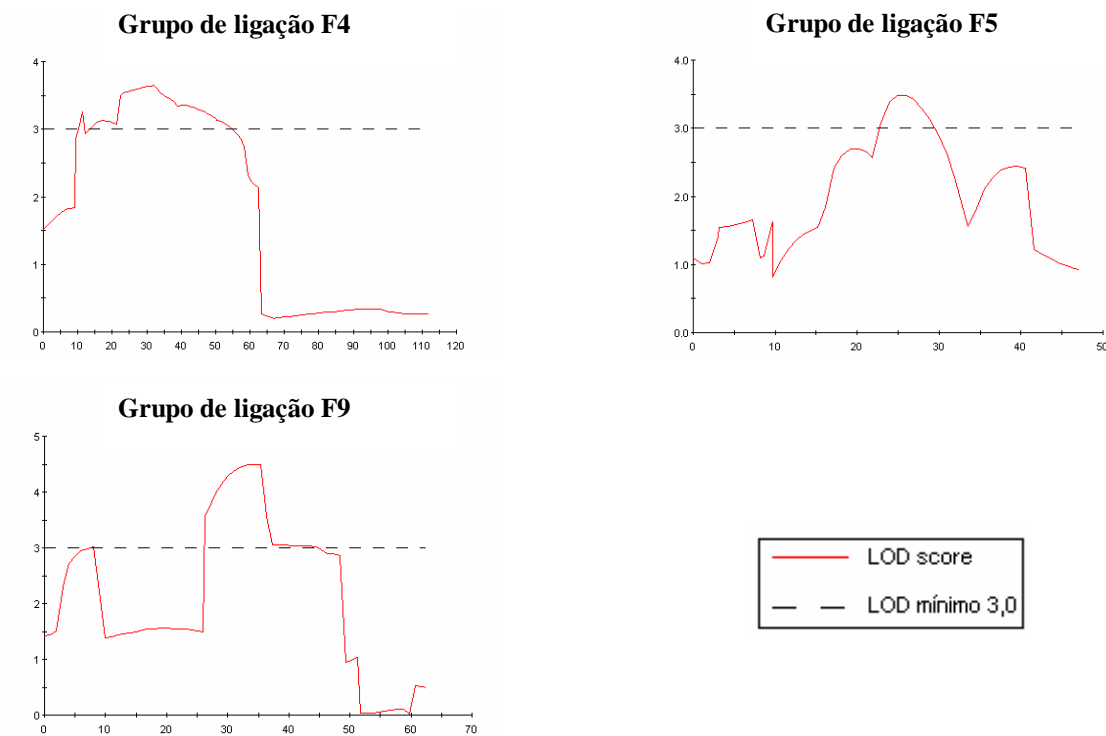 Grupo de ligação F4
4
3
2
1
0
0 10 20 30 40 50 60 70 80 90 100 110 120
Grupo de ligação F5
4.0
3.0
2.0
1.0
0.0
0 10 20 30 40 50
Grupo de ligação F9
5
4
3
2
1
0
0 10 20 30 40 50 60 70
LOD score
LOD mínimo 3,0